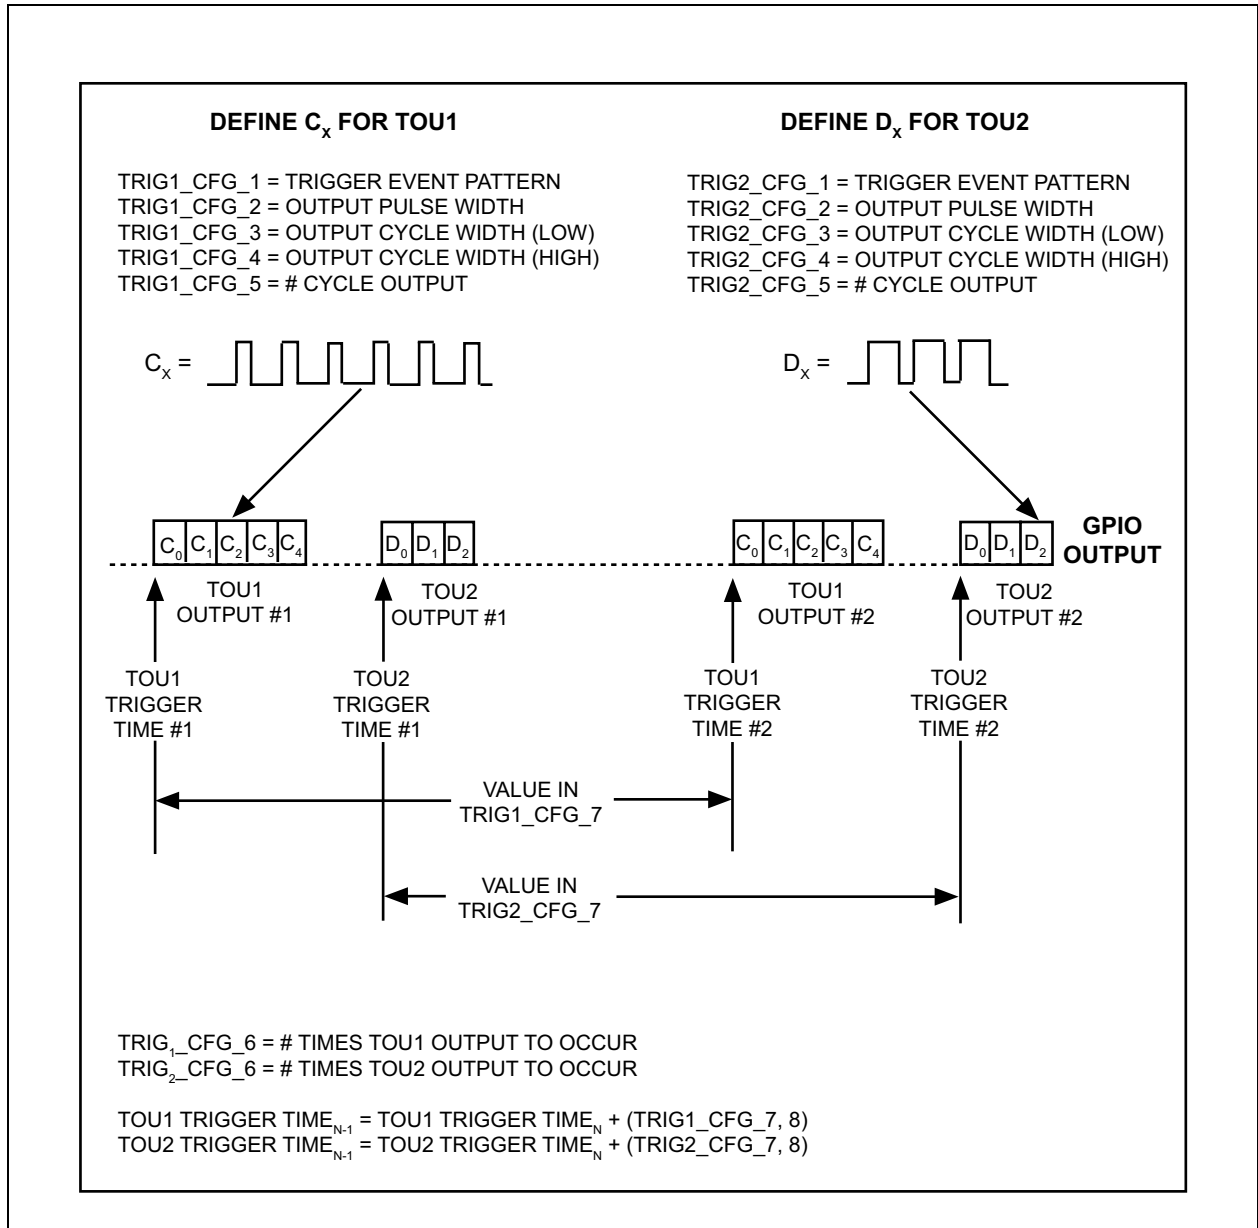 DEFINE Cx FOR TOU1
TRIG1_CFG_1 = TRIGGER EVENT PATTERN
TRIG1_CFG_2 = OUTPUT PULSE WIDTH
TRIG1_CFG_3 = OUTPUT CYCLE WIDTH (LOW)
TRIG1_CFG_4 = OUTPUT CYCLE WIDTH (HIGH)
TRIG1_CFG_5 = # CYCLE OUTPUT
DEFINE Dx FOR TOU2
TRIG2_CFG_1 = TRIGGER EVENT PATTERN
TRIG2_CFG_2 = OUTPUT PULSE WIDTH
TRIG2_CFG_3 = OUTPUT CYCLE WIDTH (LOW)
TRIG2_CFG_4 = OUTPUT CYCLE WIDTH (HIGH)
TRIG2_CFG_5 = # CYCLE OUTPUT
Cx =
Dx =
C0 C1 C2 C3 C4
D0 D1 D2
C0 C1 C2 C3 C4
D0 D1 D2
GPIO
OUTPUT
TOU1
OUTPUT #1
TOU2
OUTPUT #1
TOU1
OUTPUT #2
TOU2
OUTPUT #2
TOU1
TRIGGER
TIME #1
TOU2
TRIGGER
TIME #1
TOU1
TRIGGER
TIME #2
TOU2
TRIGGER
TIME #2
VALUE IN
TRIG1_CFG_7
VALUE IN
TRIG2_CFG_7
TRIG1_CFG_6 = # TIMES TOU1 OUTPUT TO OCCUR
TRIG2_CFG_6 = # TIMES TOU2 OUTPUT TO OCCUR
TOU1 TRIGGER TIMEN-1 = TOU1 TRIGGER TIMEN + (TRIG1_CFG_7, 8)
TOU2 TRIGGER TIMEN-1 = TOU2 TRIGGER TIMEN + (TRIG2_CFG_7, 8)